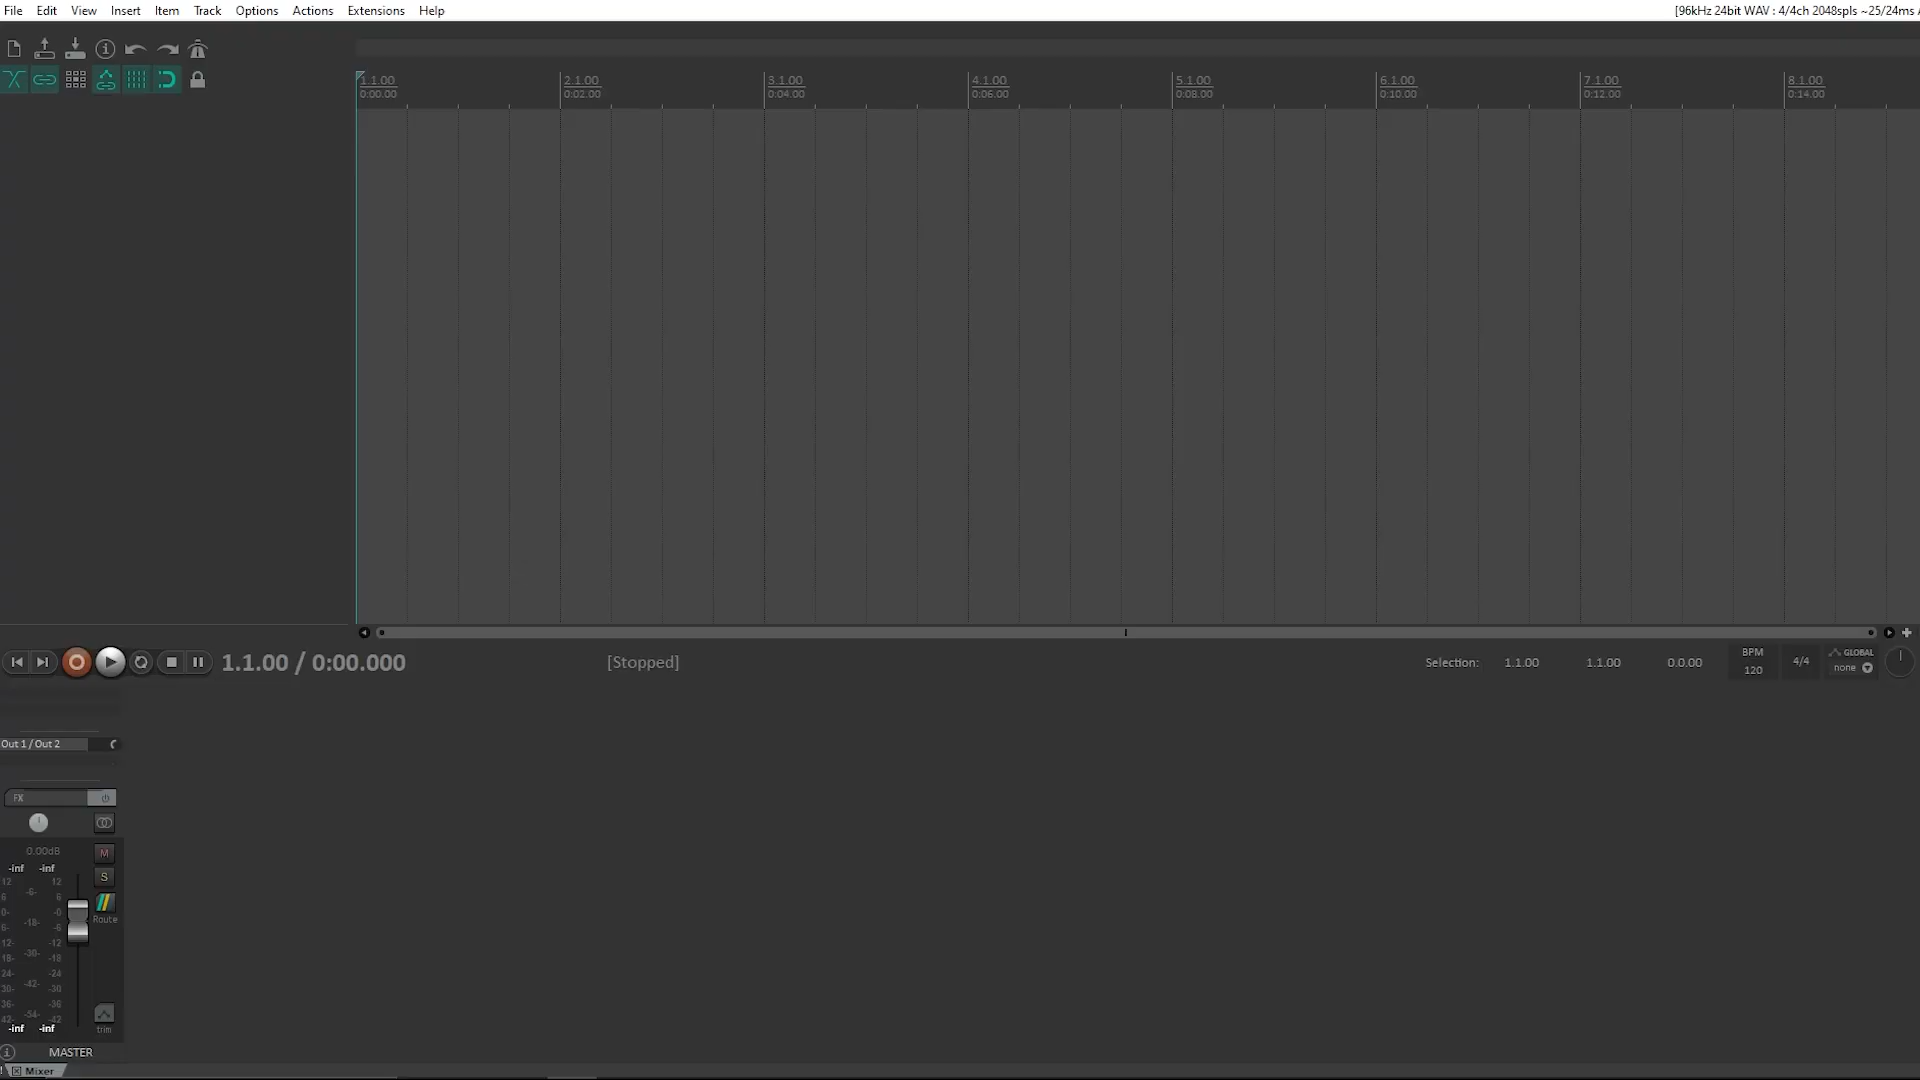 File Edit View Insert Item Track Options Actions Extensions Help
[96kHz 24bit WAV : 4/4ch 2048spls ~25/24ms
1.1.00 2.1.00 3.1.00 4.1.00 5.1.00 6.1.00 7.1.00 8.1.00
0:00.00 0:02.00 0:04.00 0:06.00 0:08.00 0:10.00 0:12.00 0:14.00
1.1.00 / 0:00.000
[Stopped]
Selection: 1.1.00 1.1.00 0.0.00
BPM
120
4/4
GLOBAL
none
Out 1 / Out 2
FX
0.00dB
M
-inf -inf
S
12 12
-6-
6 6
0- -0
Route
-18-
6- -6
12- -12
-30-
18- -18
24- -24
-42-
30- -30
36- -36
-54-
42- -42
-inf -inf
trim
MASTER
Mixer